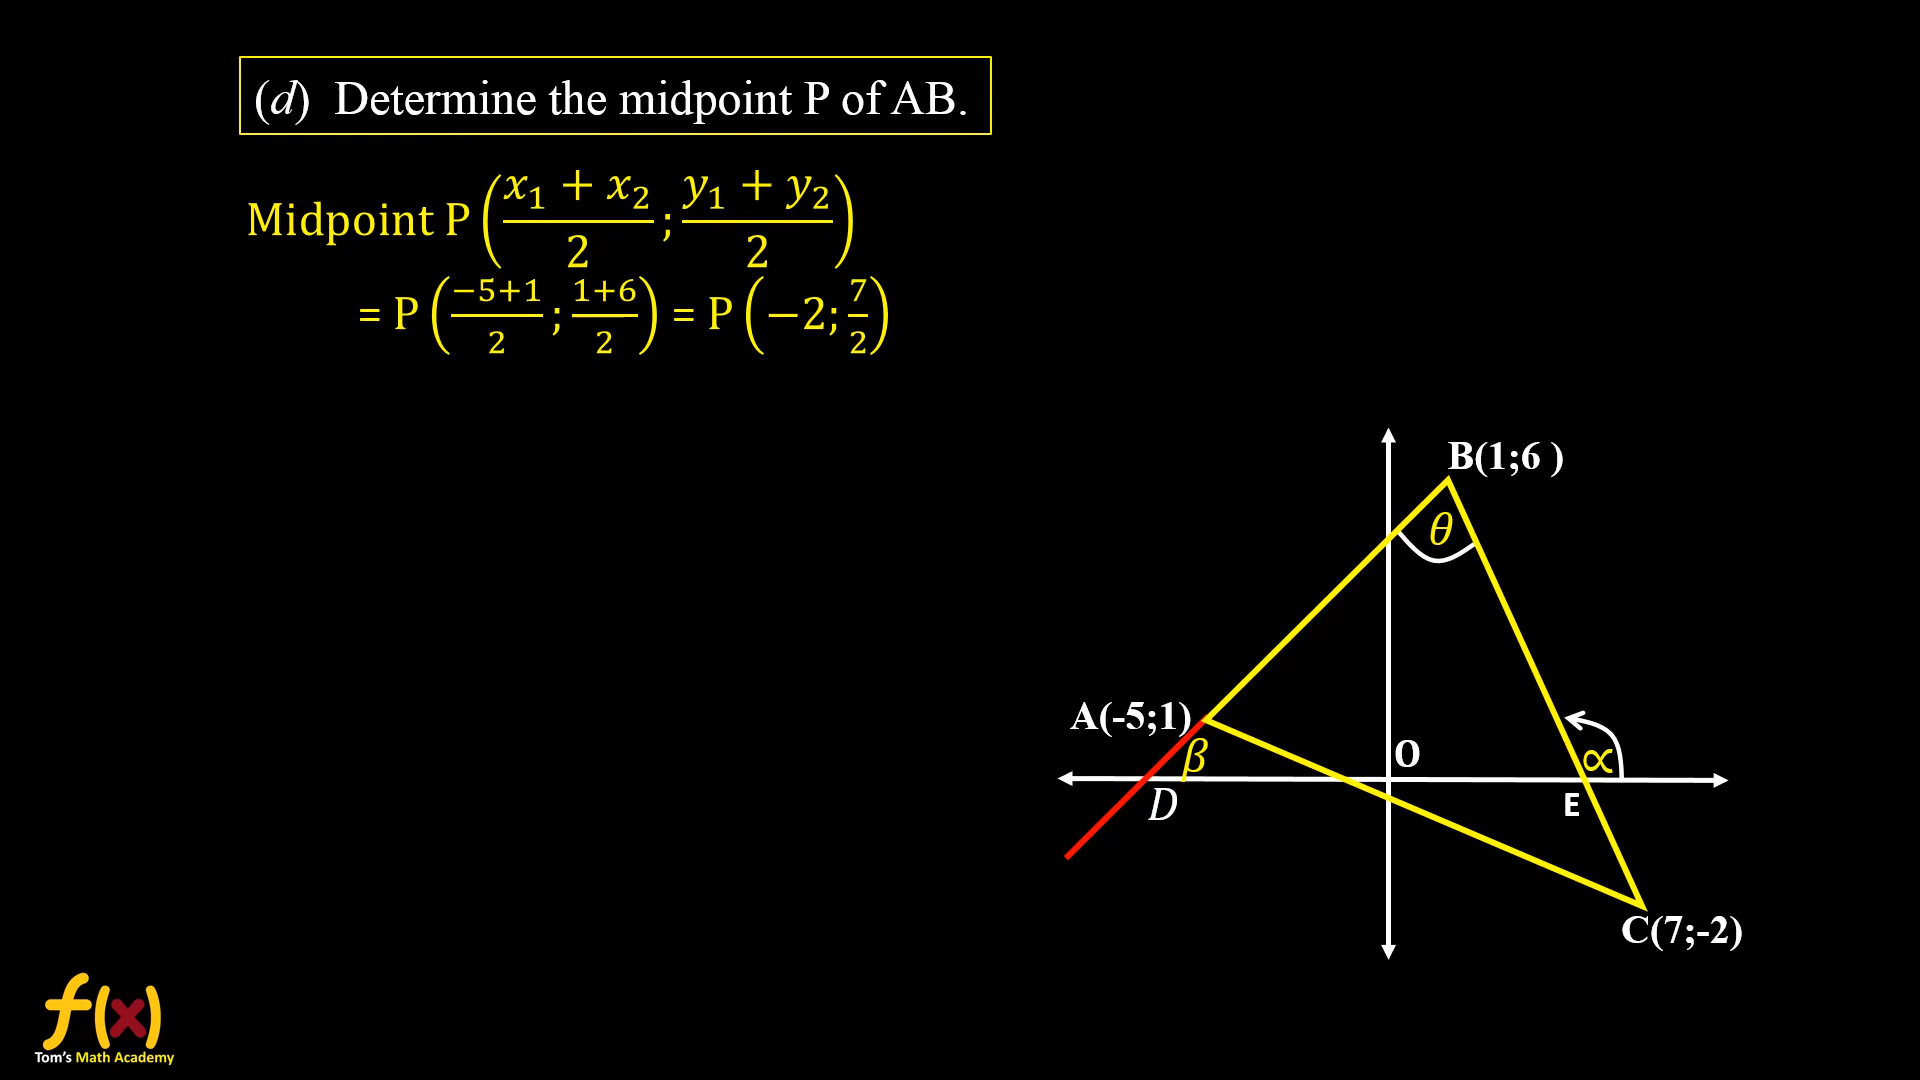 (d) Determine the midpoint P of AB.
Midpoint P (x₁ + x₂ / 2 ; y₁ + y₂ / 2)
= P (−5+1 / 2 ; 1+6 / 2) = P (−2; 7/2)
B(1;6 )
θ
A(-5;1)
β
O
∝
D
E
C(7;-2)
f(x)
Tom's Math Academy